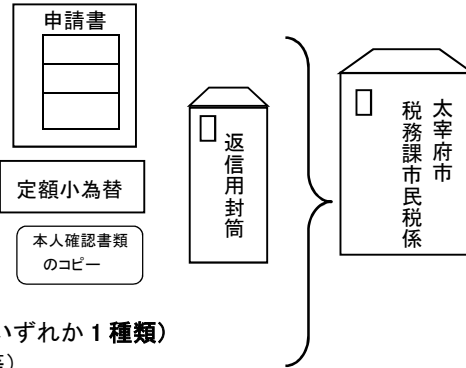 申請書
定額小為替
本人確認書類
のコピー
返信用封筒
太宰府市
税務課市民税係
いずれか1種類）
等）